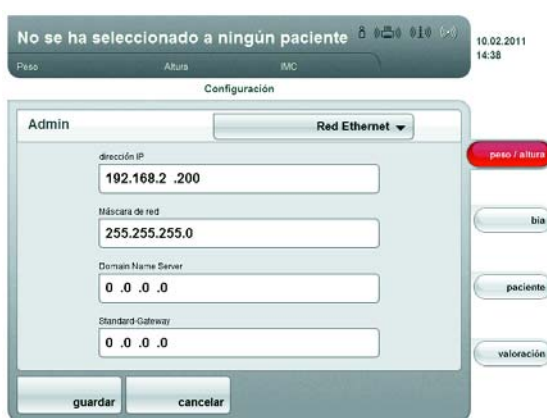 No se ha seleccionado a ningún paciente
10.02.2011
14:38
Peso Altura IMC
Configuración
Admin
Red Ethernet
dirección IP
192.168.2 .200
Máscara de red
255.255.255.0
Domain Name Server
0 .0 .0 .0
Standard-Gateway
0 .0 .0 .0
guardar cancelar
peso / altura
bia
paciente
valoración